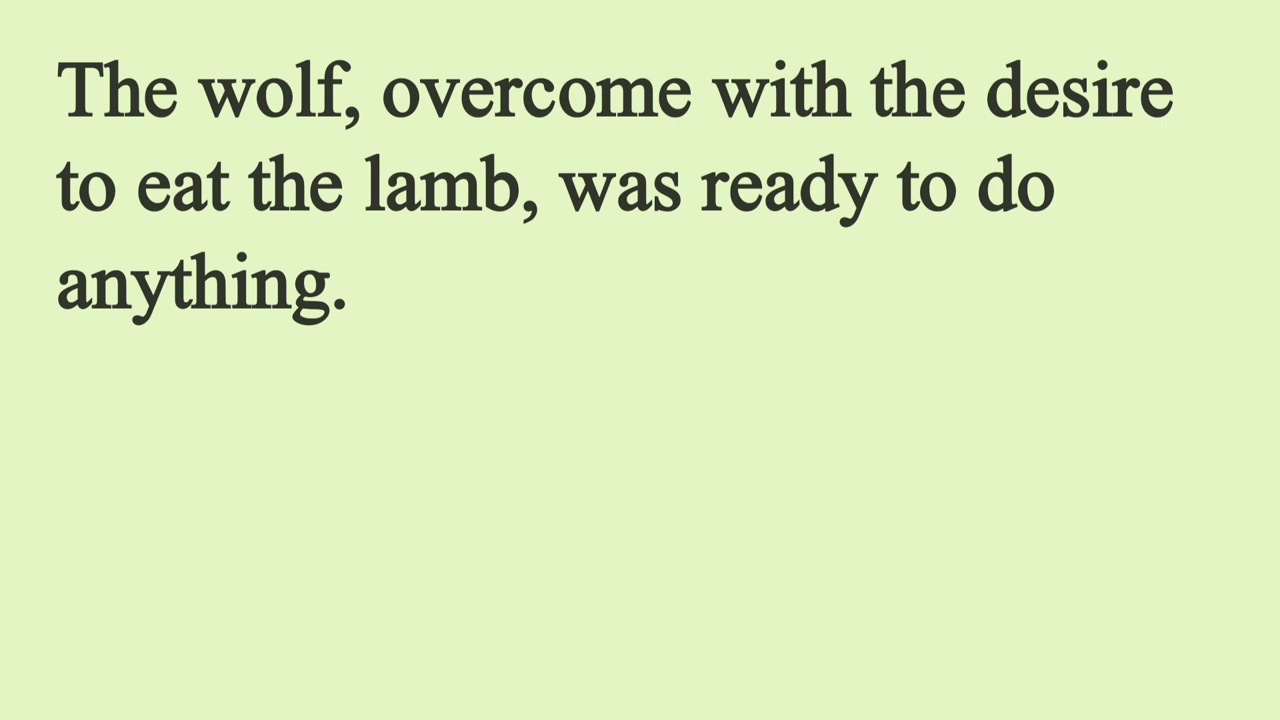 The wolf, overcome with the desire
to eat the lamb, was ready to do
anything.